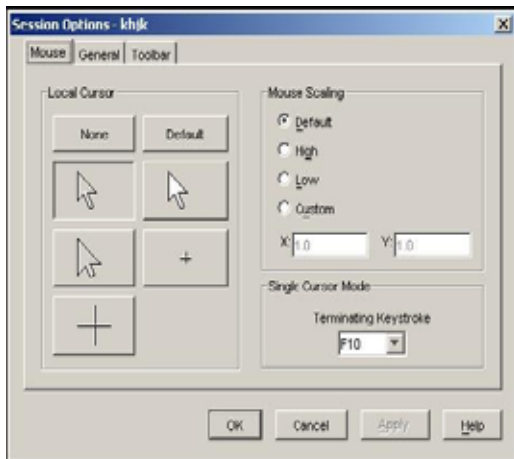 Session Options - khjk
Mouse General Toolbar
Local Cursor
None Default
Mouse Scaling
Default
High
Low
Custom
X: 1.0 Y: 1.0
Single Cursor Mode
Terminating Keystroke
F10
OK Cancel Apply Help